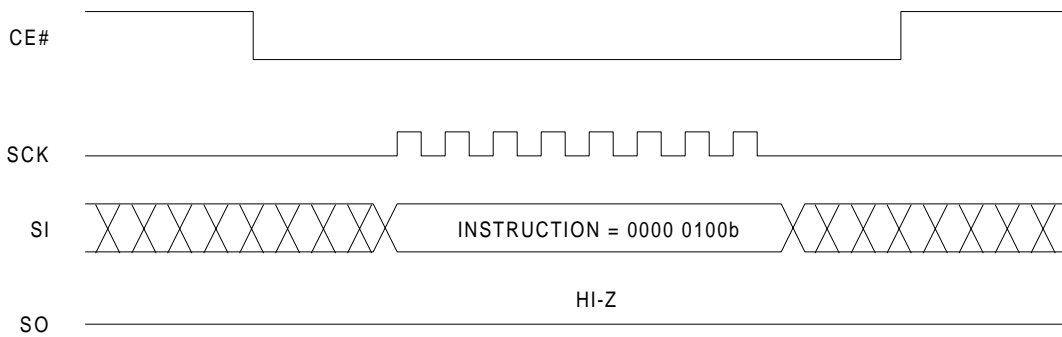 CE#
SCK
SI
INSTRUCTION = 0000 0100b
HI-Z
SO